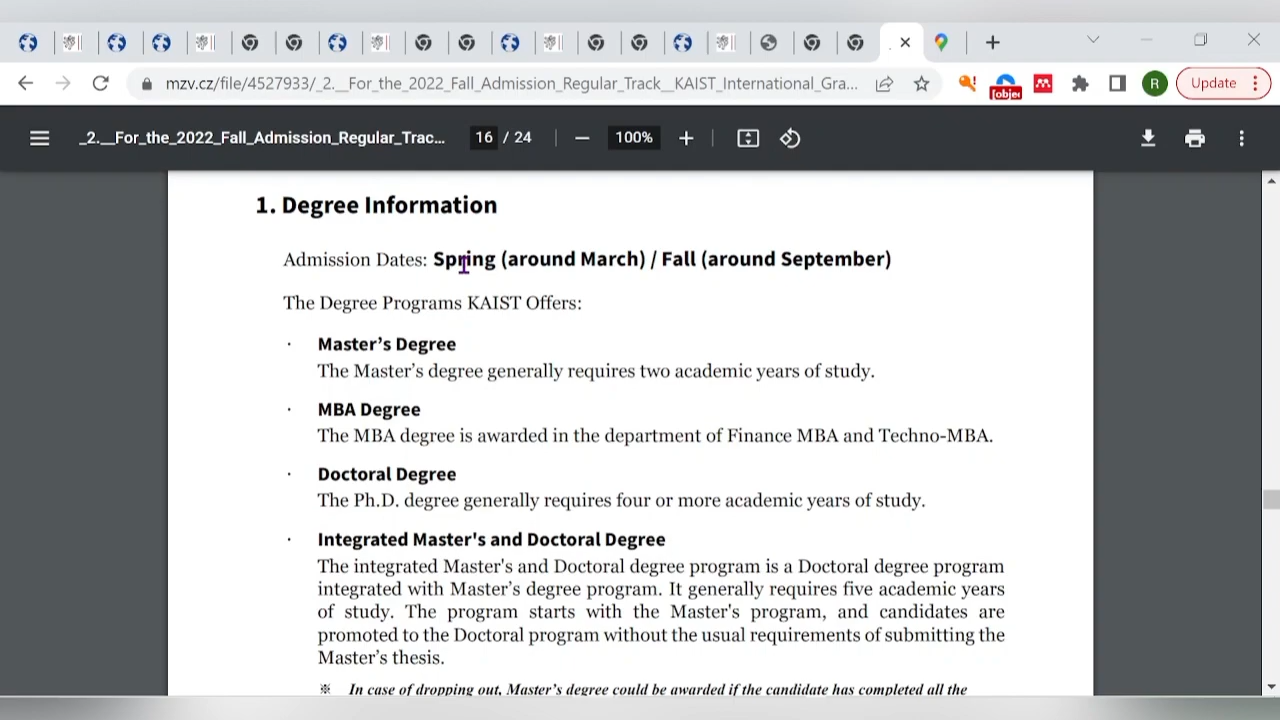 mzv.cz/file/4527933/_2.__For_the_2022_Fall_Admission_Regular_Track__KAIST_International_Gra...
[objec
R
Update
_2.__For_the_2022_Fall_Admission_Regular_Trac...
16 / 24
100%
1. Degree Information
Admission Dates: Spring (around March) / Fall (around September)
The Degree Programs KAIST Offers:
· Master’s Degree
The Master’s degree generally requires two academic years of study.
· MBA Degree
The MBA degree is awarded in the department of Finance MBA and Techno-MBA.
· Doctoral Degree
The Ph.D. degree generally requires four or more academic years of study.
· Integrated Master's and Doctoral Degree
The integrated Master's and Doctoral degree program is a Doctoral degree program
integrated with Master’s degree program. It generally requires five academic years
of study. The program starts with the Master's program, and candidates are
promoted to the Doctoral program without the usual requirements of submitting the
Master’s thesis.
※ In case of dropping out, Master’s degree could be awarded if the candidate has completed all the